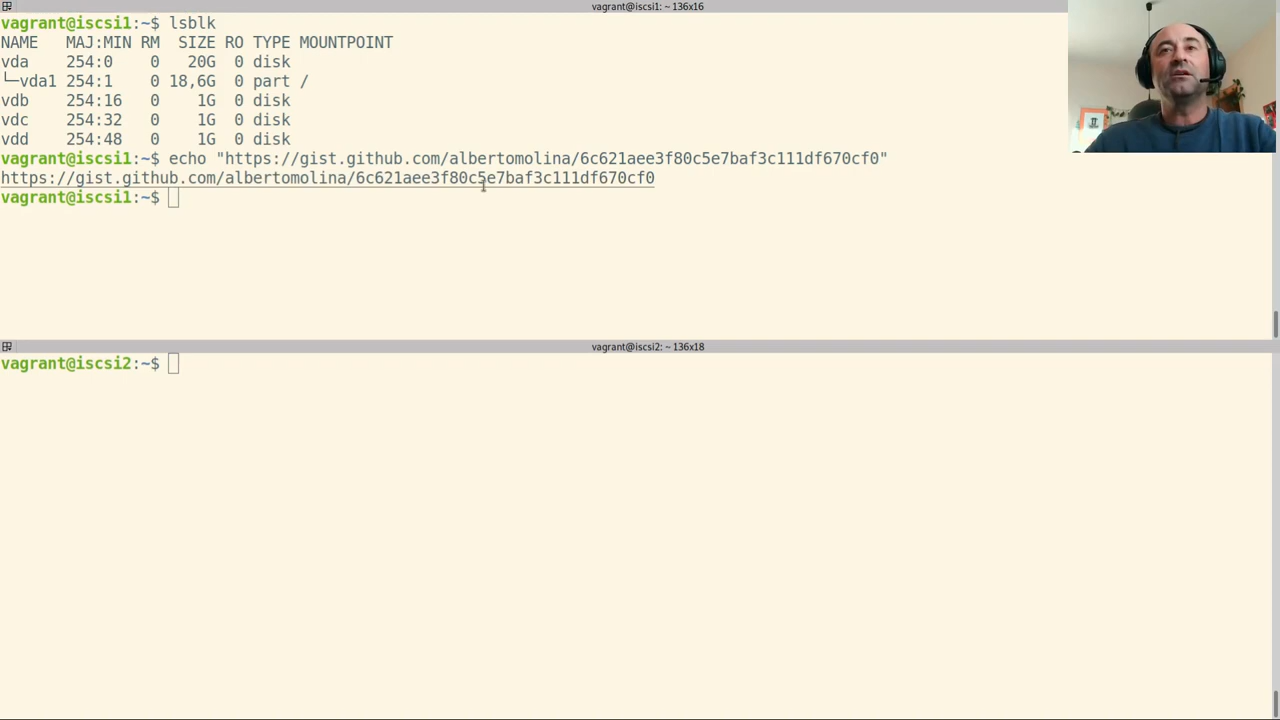 vagrant@iscsi1: ~ 136x16
vagrant@iscsi1:~$ lsblk
NAME   MAJ:MIN RM  SIZE RO TYPE MOUNTPOINT
vda    254:0    0   20G  0 disk
└─vda1 254:1    0 18,6G  0 part /
vdb    254:16   0    1G  0 disk
vdc    254:32   0    1G  0 disk
vdd    254:48   0    1G  0 disk
vagrant@iscsi1:~$ echo "https://gist.github.com/albertomolina/6c621aee3f80c5e7baf3c111df670cf0"
https://gist.github.com/albertomolina/6c621aee3f80c5e7baf3c111df670cf0
vagrant@iscsi1:~$
vagrant@iscsi2: ~ 136x18
vagrant@iscsi2:~$